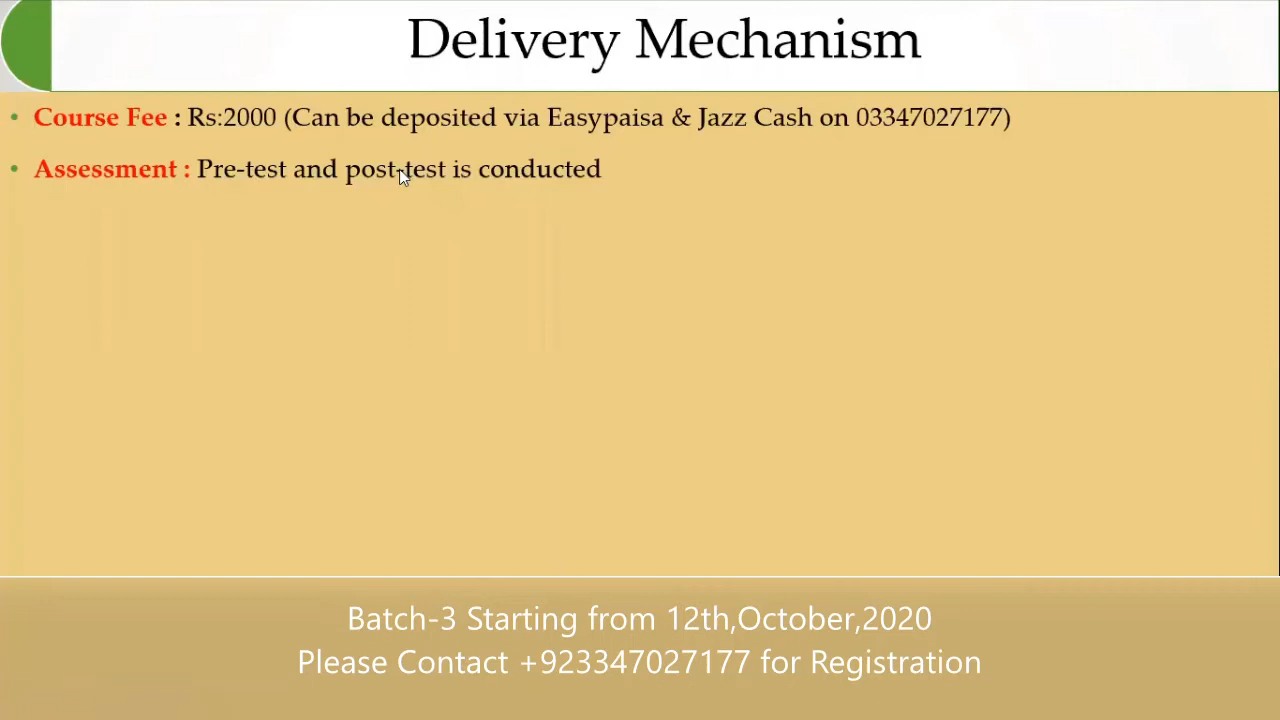 Delivery Mechanism
• Course Fee : Rs:2000 (Can be deposited via Easypaisa & Jazz Cash on 03347027177)
• Assessment : Pre-test and post-test is conducted
Batch-3 Starting from 12th,October,2020
Please Contact +923347027177 for Registration